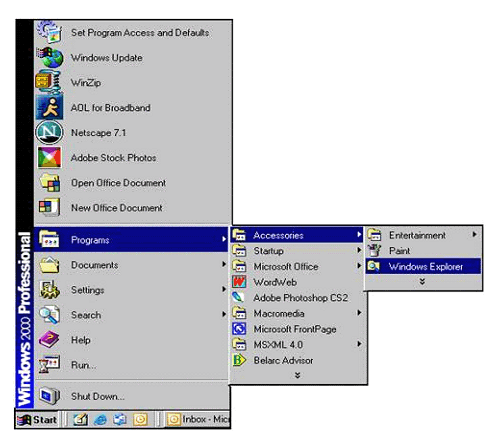 Set Program Access and Defaults
Windows Update
WinZip
AOL for Broadband
Netscape 7.1
Adobe Stock Photos
Open Office Document
New Office Document
Programs
Documents
Settings
Search
Help
Run...
Shut Down...
Windows 2000 Professional
Accessories
Startup
Microsoft Office
WordWeb
Adobe Photoshop CS2
Macromedia
Microsoft FrontPage
MSXML 4.0
Belarc Advisor
Entertainment
Paint
Windows Explorer
Start
Inbox - Micr